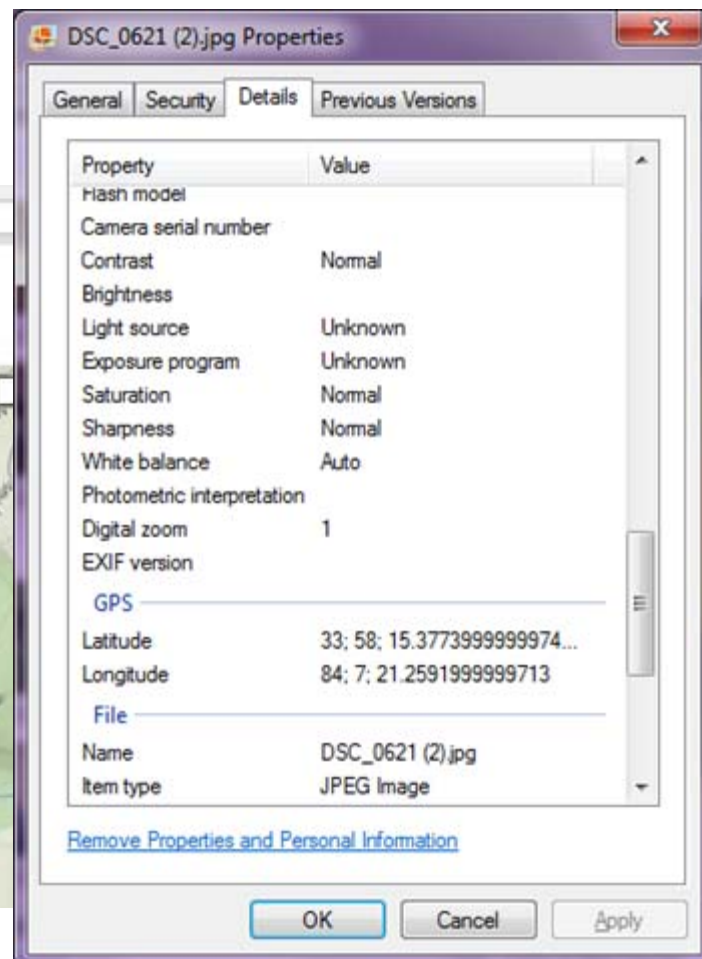 DSC_0621 (2).jpg Properties
General Security Details Previous Versions
Property Value
Flash model
Camera serial number
Contrast Normal
Brightness
Light source Unknown
Exposure program Unknown
Saturation Normal
Sharpness Normal
White balance Auto
Photometric interpretation
Digital zoom 1
EXIF version
GPS
Latitude 33; 58; 15.3773999999974...
Longitude 84; 7; 21.2591999999713
File
Name DSC_0621 (2).jpg
Item type JPEG Image
Remove Properties and Personal Information
OK Cancel Apply